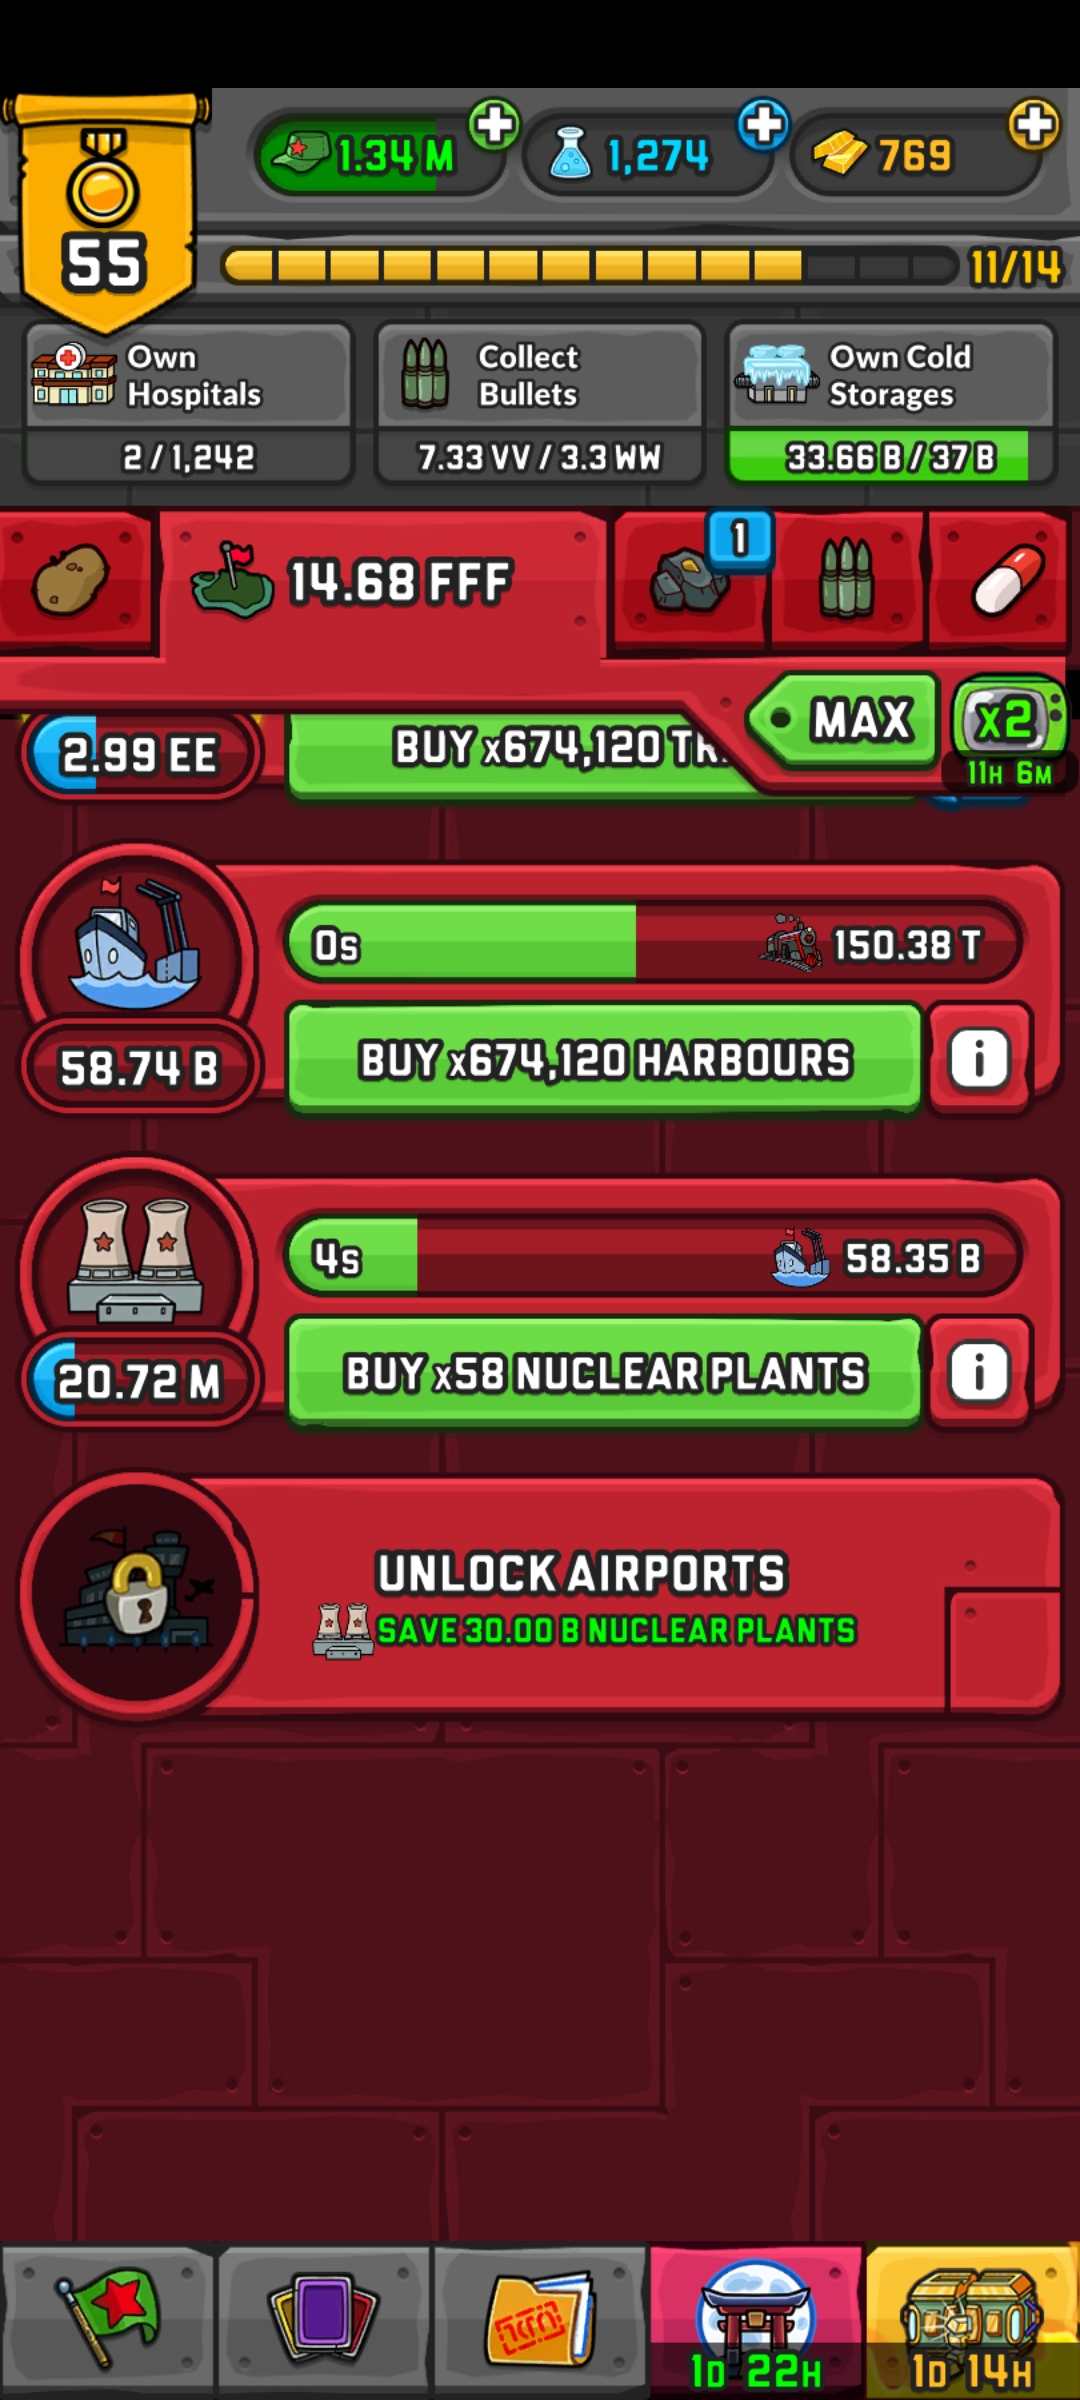 1.34 M
1,274
769
55
11/14
Own
Hospitals
2 / 1,242
Collect
Bullets
7.33 VV / 3.3 WW
Own Cold
Storages
33.66 B / 37 B
14.68 FFF
1
MAX
x2
11H 6M
2.99 EE
BUY x674,120
0s
150.38 T
58.74 B
BUY x674,120 HARBOURS
i
4s
58.35 B
20.72 M
BUY x58 NUCLEAR PLANTS
i
UNLOCK AIRPORTS
SAVE 30.00 B NUCLEAR PLANTS
1D 22H
1D 14H